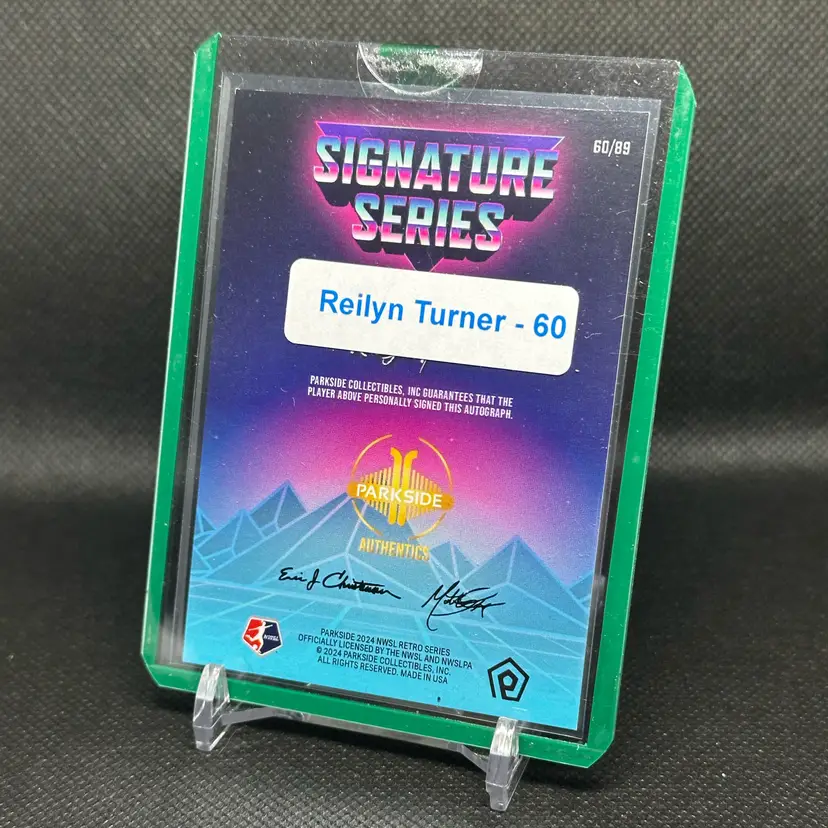 SIGNATURE
SERIES
60/89
Reilyn Turner - 60
PARKSIDE COLLECTIBLES, INC GUARANTEES THAT THE
PLAYER ABOVE PERSONALLY SIGNED THIS AUTOGRAPH.
PARKSIDE
AUTHENTICS
PARKSIDE 2024 NWSL RETRO SERIES
OFFICIALLY LICENSED BY THE NWSL AND NWSLPA
© 2024 PARKSIDE COLLECTIBLES, INC.
ALL RIGHTS RESERVED. MADE IN USA